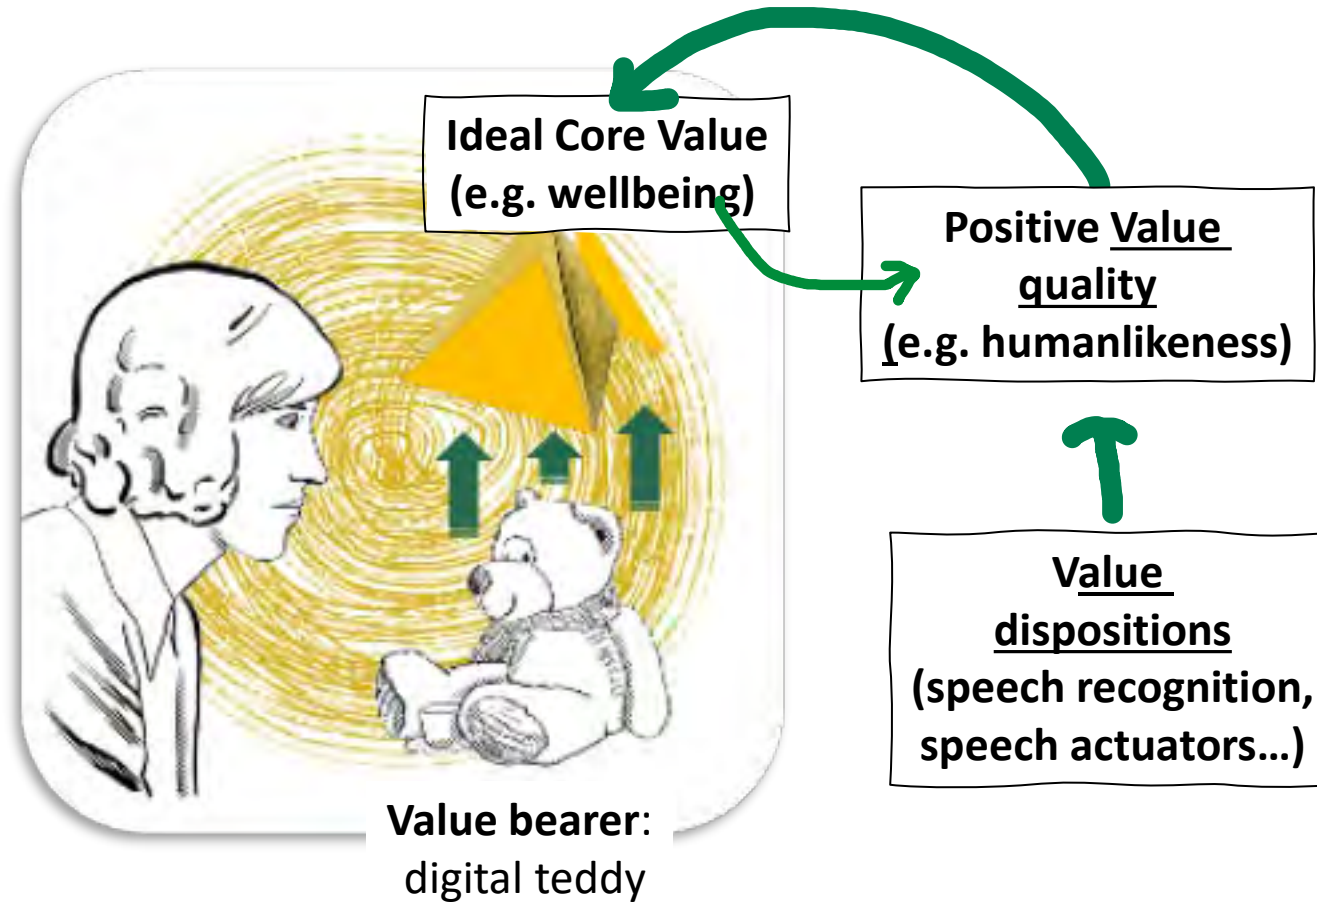 Ideal Core Value
(e.g. wellbeing)
Positive Value
quality
(e.g. humanlikeness)
Value
dispositions
(speech recognition,
speech actuators…)
Value bearer:
digital teddy